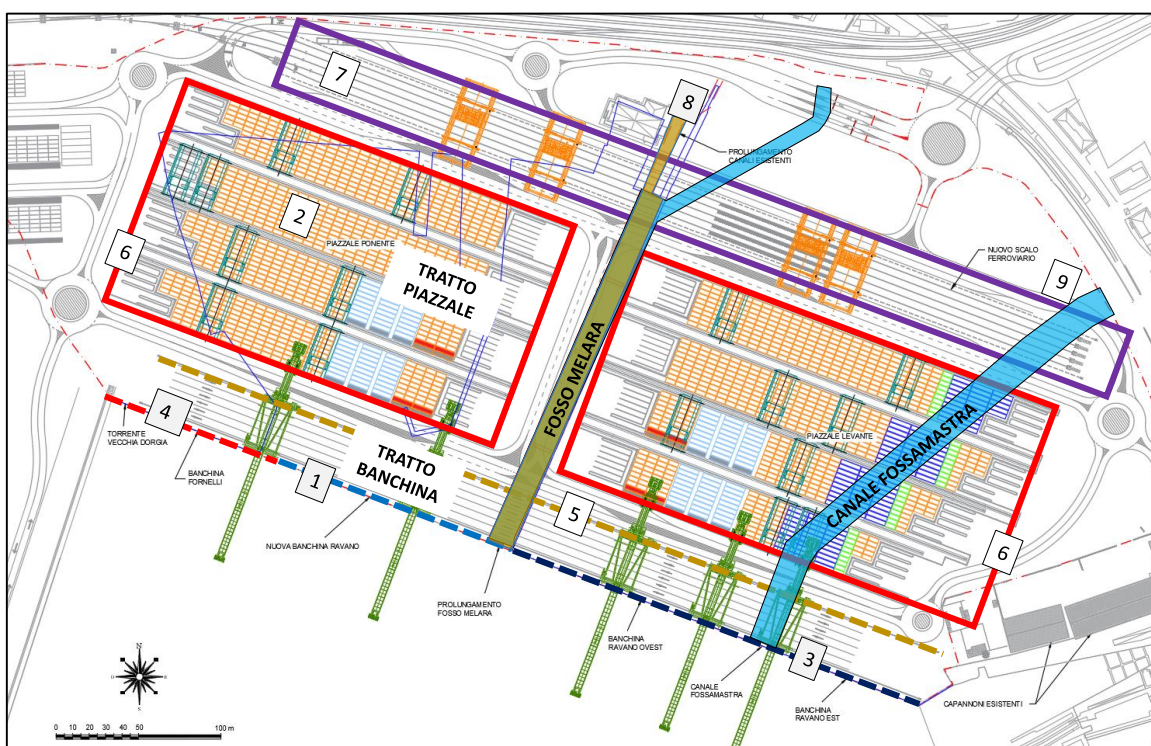 7
8
PROLUNGAMENTO
CANALI ESISTENTI
2
PIAZZALE PONENTE
6
TRATTO
PIAZZALE
NUOVO SCALO
FERROVIARIO
9
FOSSO MELARA
PIAZZALE LEVANTE
CANALE FOSSAMASTRA
4
TORRENTE
VECCHIA DORGIA
BANCHINA
FORNELLI
1
TRATTO
BANCHINA
5
6
NUOVA BANCHINA RAVANO
PROLUNGAMENTO
FOSSO MELARA
BANCHINA
RAVANO OVEST
3
CANALE
FOSSAMASTRA
BANCHINA
RAVANO EST
CAPANNONI ESISTENTI
N
O
E
S
0 10 20 30 40 50 100 m